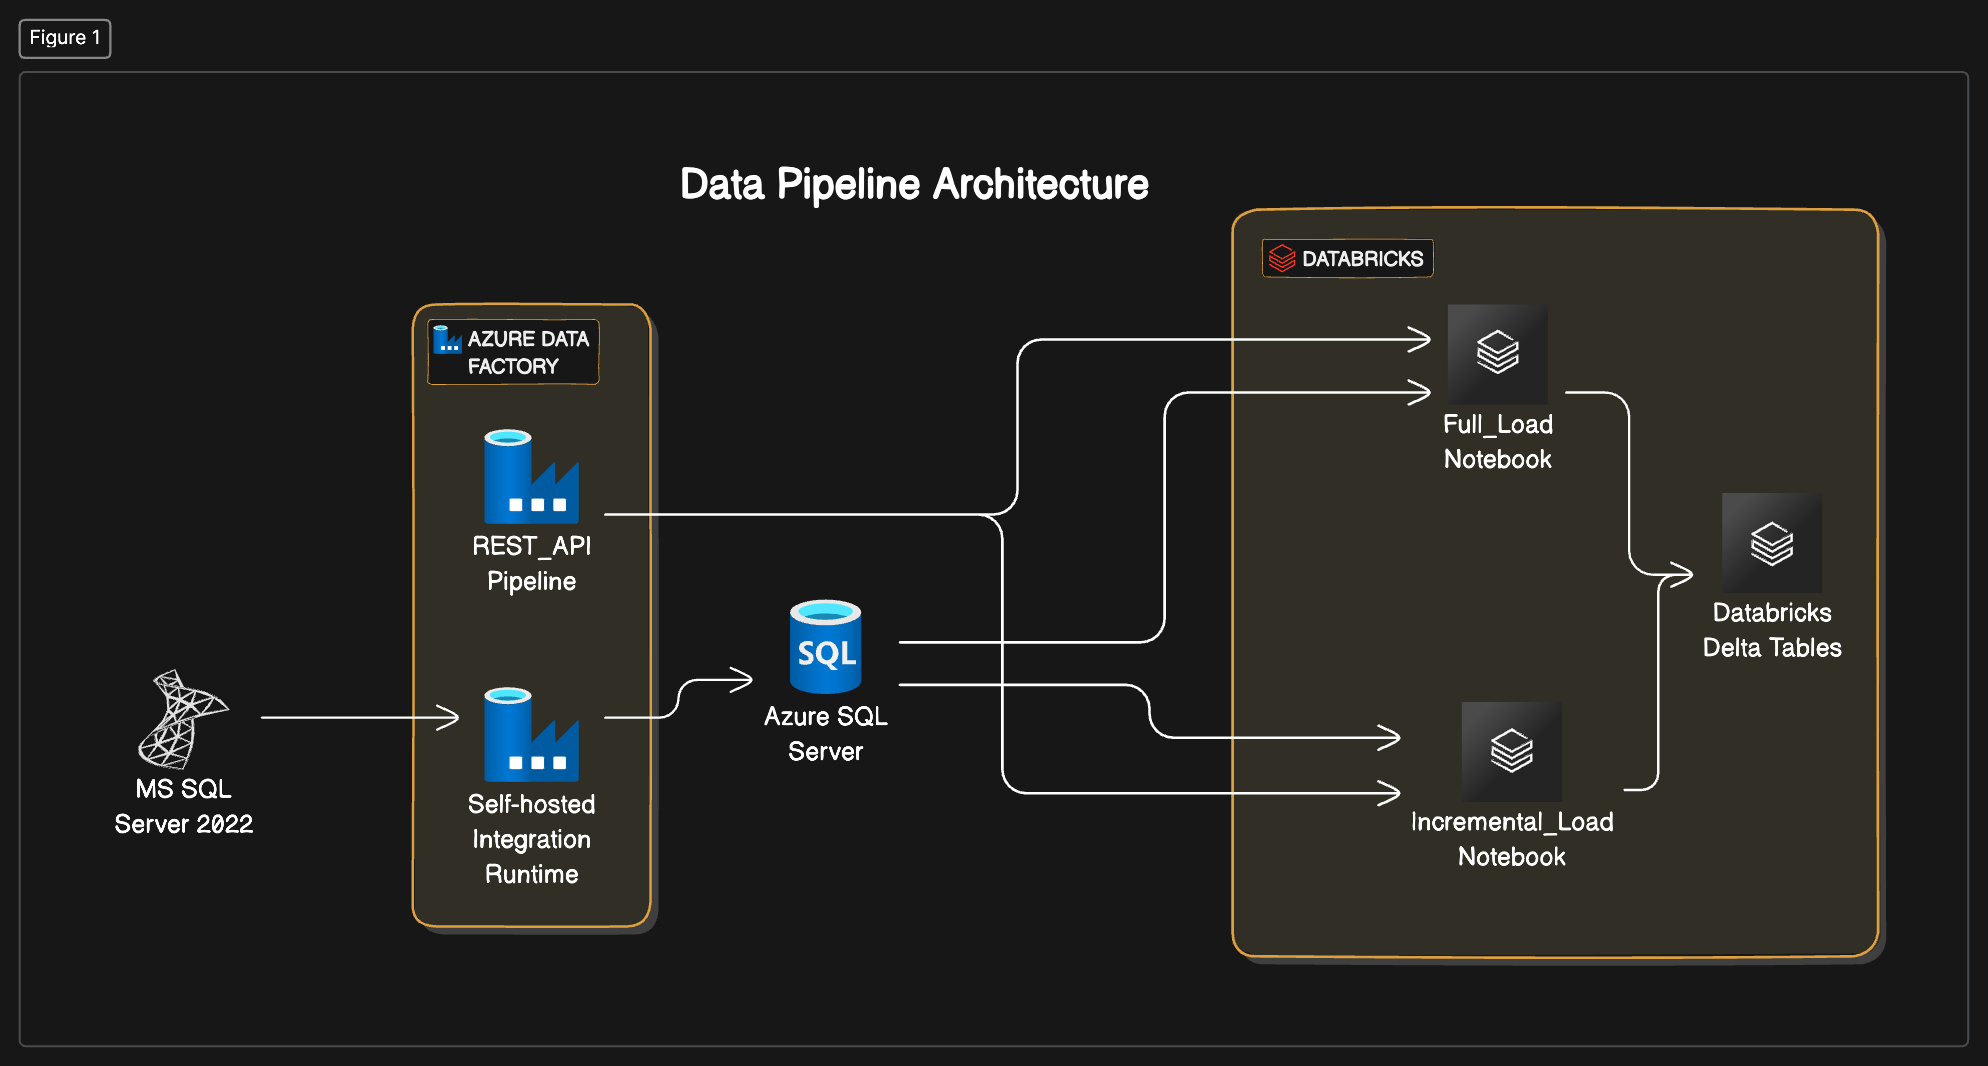 Figure 1
Data Pipeline Architecture
DATABRICKS
AZURE DATA
FACTORY
Full_Load
Notebook
REST_API
Pipeline
Databricks
Delta Tables
SQL
Azure SQL
Server
MS SQL
Server 2022
Self-hosted
Integration
Runtime
Incremental_Load
Notebook